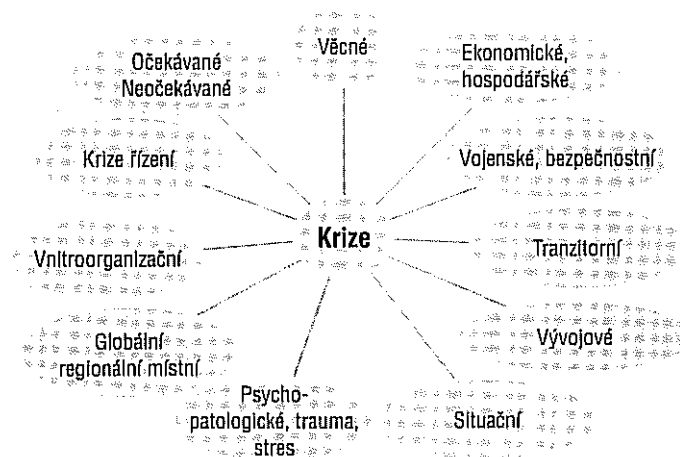 Věcné
Očekávané
Neočekávané
Ekonomické,
hospodářské
Krize řízení
Vojenské, bezpečnostní
Krize
Vnitroorganizační
Tranzitorní
Globální
regionální místní
Vývojové
Psycho-
patologické, trauma,
stres
Situační